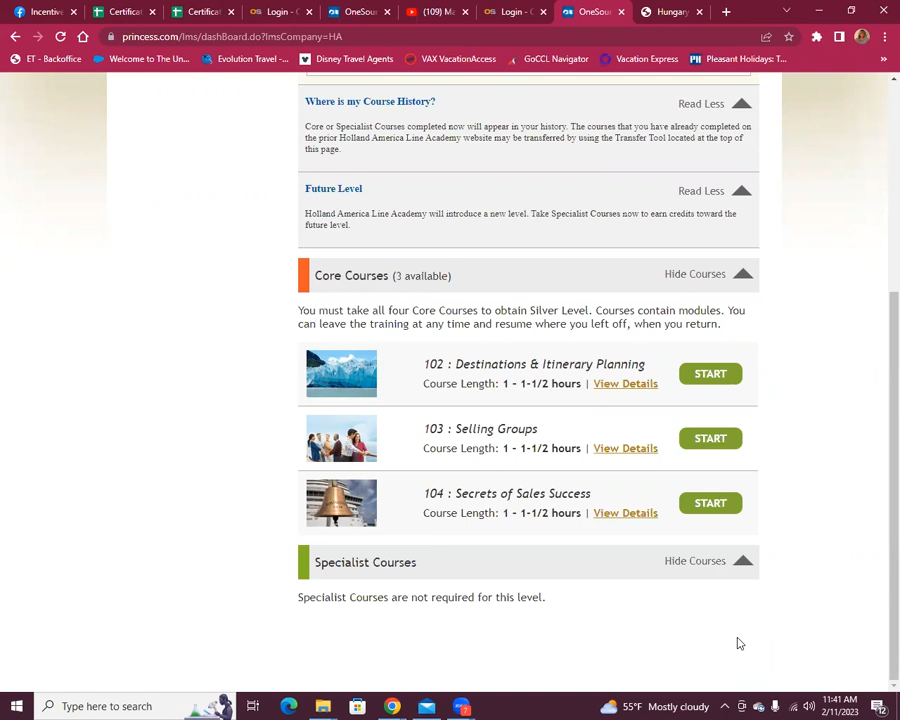 Incentive
Certificat
Certificat
Login - C
OneSour
(109) Ma
Login - C
OneSour
Hungary
princess.com/lms/dashBoard.do?lmsCompany=HA
ET - Backoffice
Welcome to The Un...
Evolution Travel -...
Disney Travel Agents
VAX VacationAccess
GoCCL Navigator
Vacation Express
Pleasant Holidays: T...
Where is my Course History?
Read Less
Core or Specialist Courses completed now will appear in your history. The courses that you have already completed on
the prior Holland America Line Academy website may be transferred by using the Transfer Tool located at the top of
this page.
Future Level
Read Less
Holland America Line Academy will introduce a new level. Take Specialist Courses now to earn credits toward the
future level.
Core Courses (3 available)
Hide Courses
You must take all four Core Courses to obtain Silver Level. Courses contain modules. You
can leave the training at any time and resume where you left off, when you return.
102 : Destinations & Itinerary Planning
Course Length: 1 - 1-1/2 hours | View Details
START
103 : Selling Groups
Course Length: 1 - 1-1/2 hours | View Details
START
104 : Secrets of Sales Success
Course Length: 1 - 1-1/2 hours | View Details
START
Specialist Courses
Hide Courses
Specialist Courses are not required for this level.
Type here to search
55°F Mostly cloudy
11:41 AM
2/11/2023
12